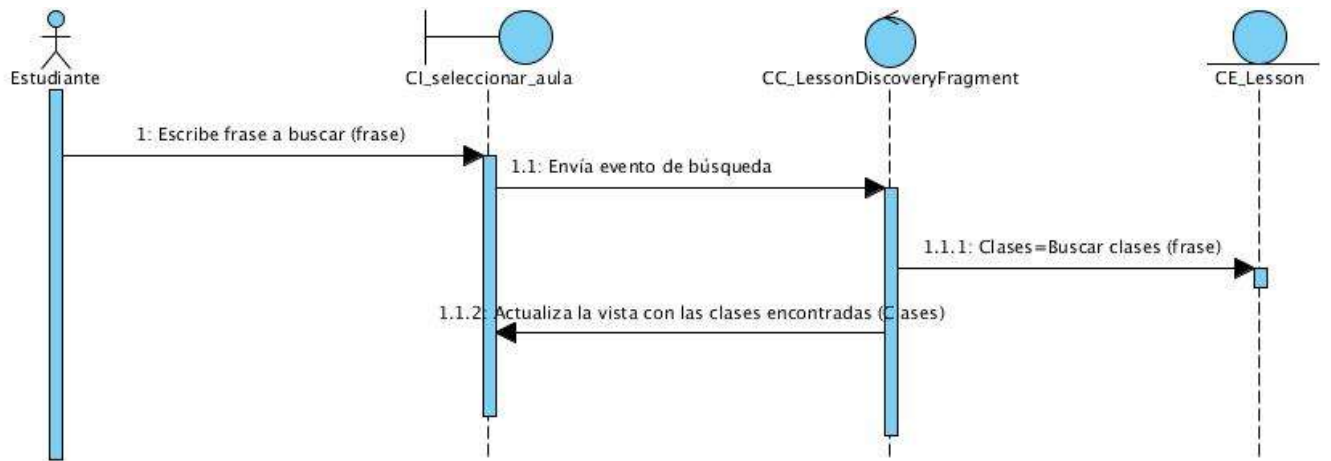 Estudiante
CI_seleccionar_aula
CC_LessonDiscoveryFragment
CE_Lesson
1: Escribe frase a buscar (frase)
1.1: Envía evento de búsqueda
1.1.1: Clases=Buscar clases (frase)
1.1.2: Actualiza la vista con las clases encontradas (Clases)